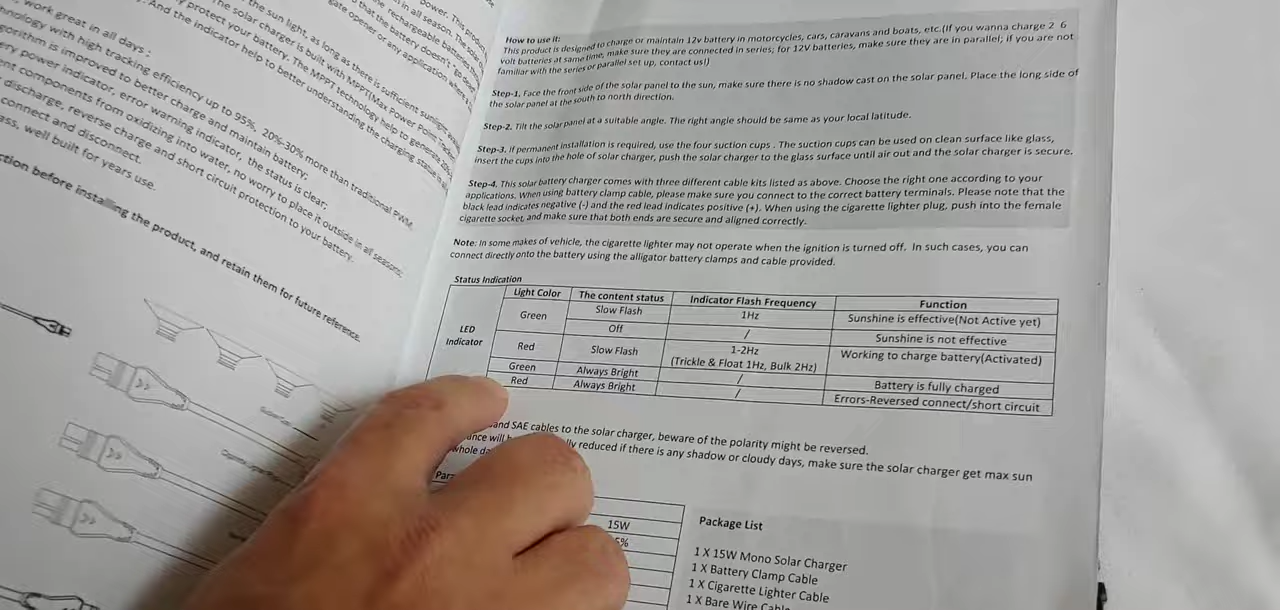 power. This product
in all season. The solar
the rechargeable batteries
the sun light, as long as there is sufficient sunlight
u that the battery doesn't go
solar charger is built with MPPT(Max Power Point
gate opener or any application where
protect your battery. The MPPT technology help to generate
And the indicator help to better understanding the charging status
work great in all days :
nology with high tracking efficiency up to 95%, 20%-30% more than traditional PWM.
gorithm is improved to better charge and maintain battery;
ery power indicator, error warning indicator, the status is clear;
ent components from oxidizing into water, no worry to place it outside in all seasons;
discharge, reverse charge and short circuit protection to your battery.
connect and disconnect.
ass, well built for years use.
ction before installing the product, and retain them for future reference.
How to use it:
This product is designed to charge or maintain 12v battery in motorcycles, cars, caravans and boats, etc.(If you wanna charge 2 6
volt batteries at same time, make sure they are connected in series; for 12V batteries, make sure they are in parallel; if you are not
familiar with the series or parallel set up, contact us!)
Step-1. Face the front side of the solar panel to the sun, make sure there is no shadow cast on the solar panel. Place the long side of
the solar panel at the south to north direction.
Step-2. Tilt the solar panel at a suitable angle. The right angle should be same as your local latitude.
Step-3. If permanent installation is required, use the four suction cups . The suction cups can be used on clean surface like glass,
insert the cups into the hole of solar charger, push the solar charger to the glass surface until air out and the solar charger is secure.
Step-4. This solar battery charger comes with three different cable kits listed as above. Choose the right one according to your
applications. When using battery clamp cable, please make sure you connect to the correct battery terminals. Please note that the
black lead indicates negative (-) and the red lead indicates positive (+). When using the cigarette lighter plug, push into the female
cigarette socket, and make sure that both ends are secure and aligned correctly.
Note: In some makes of vehicle, the cigarette lighter may not operate when the ignition is turned off. In such cases, you can
connect directly onto the battery using the alligator battery clamps and cable provided.
Status Indication
Light Color The content status Indicator Flash Frequency Function
LED Indicator
Green Slow Flash 1Hz Sunshine is effective(Not Active yet)
Off / Sunshine is not effective
Red Slow Flash 1-2Hz (Trickle & Float 1Hz, Bulk 2Hz) Working to charge battery(Activated)
Green Always Bright / Battery is fully charged
Red Always Bright / Errors-Reversed connect/short circuit
and SAE cables to the solar charger, beware of the polarity might be reversed.
reduced if there is any shadow or cloudy days, make sure the solar charger get max sun
whole
15W
5%
Package List
1 X 15W Mono Solar Charger
1 X Battery Clamp Cable
1 X Cigarette Lighter Cable
1 X Bare Wire Cable